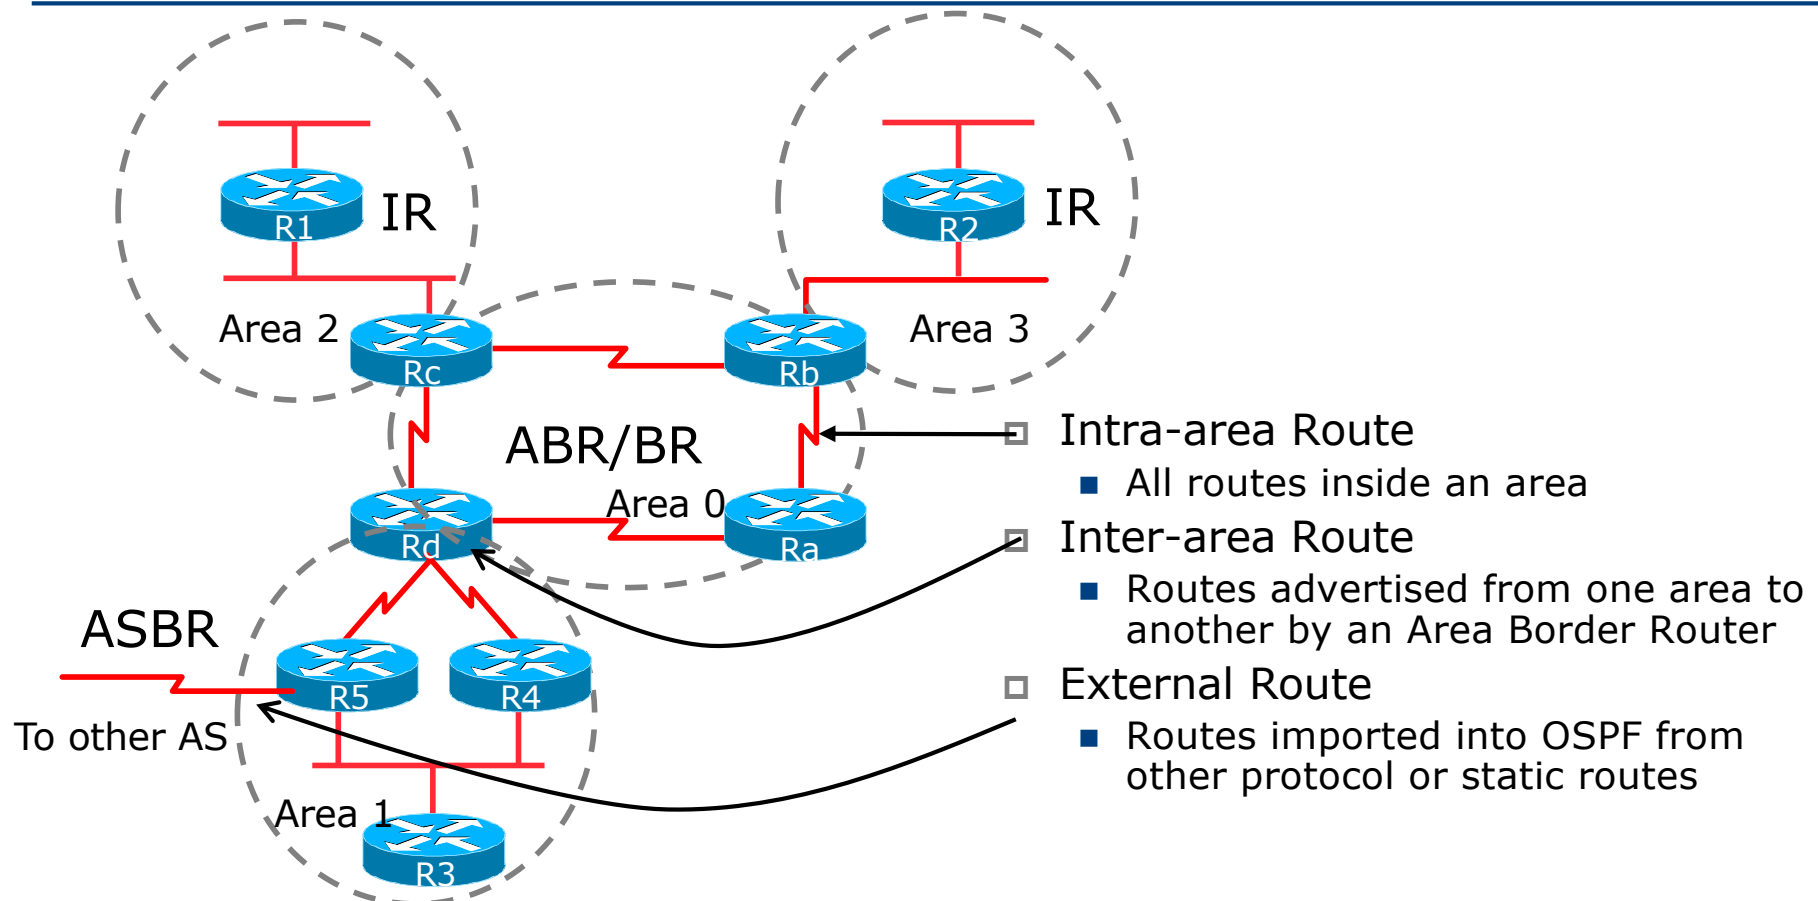 R1
IR
R2
IR
Area 2
Area 3
Rc
Rb
ABR/BR
Area 0
Rd
Ra
ASBR
R5
R4
To other AS
Area 1
R3
Intra-area Route
All routes inside an area
Inter-area Route
Routes advertised from one area to
another by an Area Border Router
External Route
Routes imported into OSPF from
other protocol or static routes